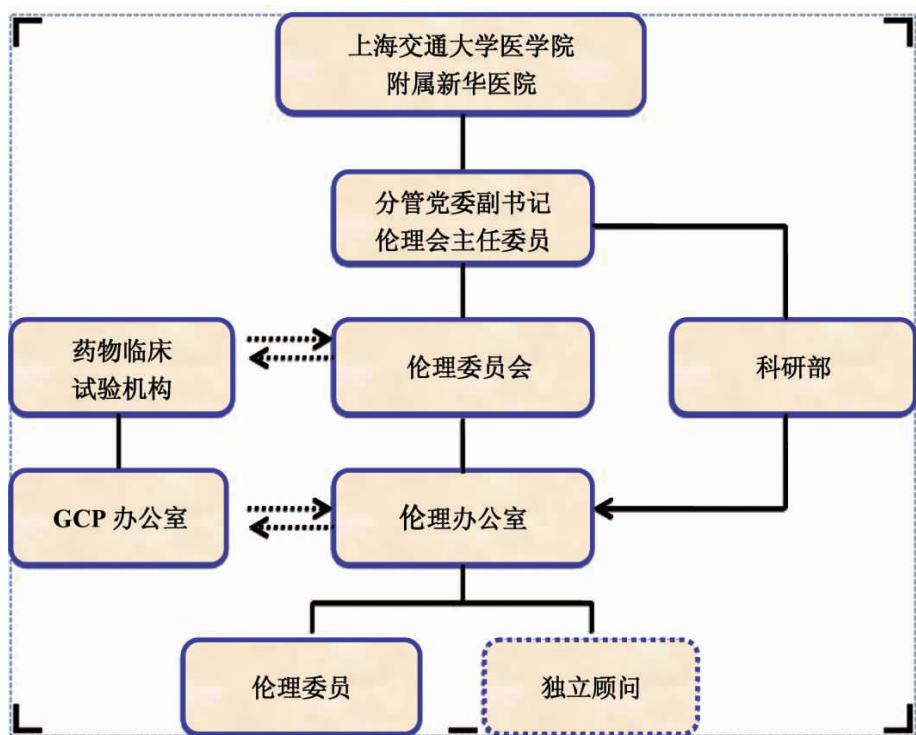 上海交通大学医学院
附属新华医院
分管党委副书记
伦理会主任委员
药物临床
试验机构
伦理委员会
科研部
GCP 办公室
伦理办公室
伦理委员
独立顾问